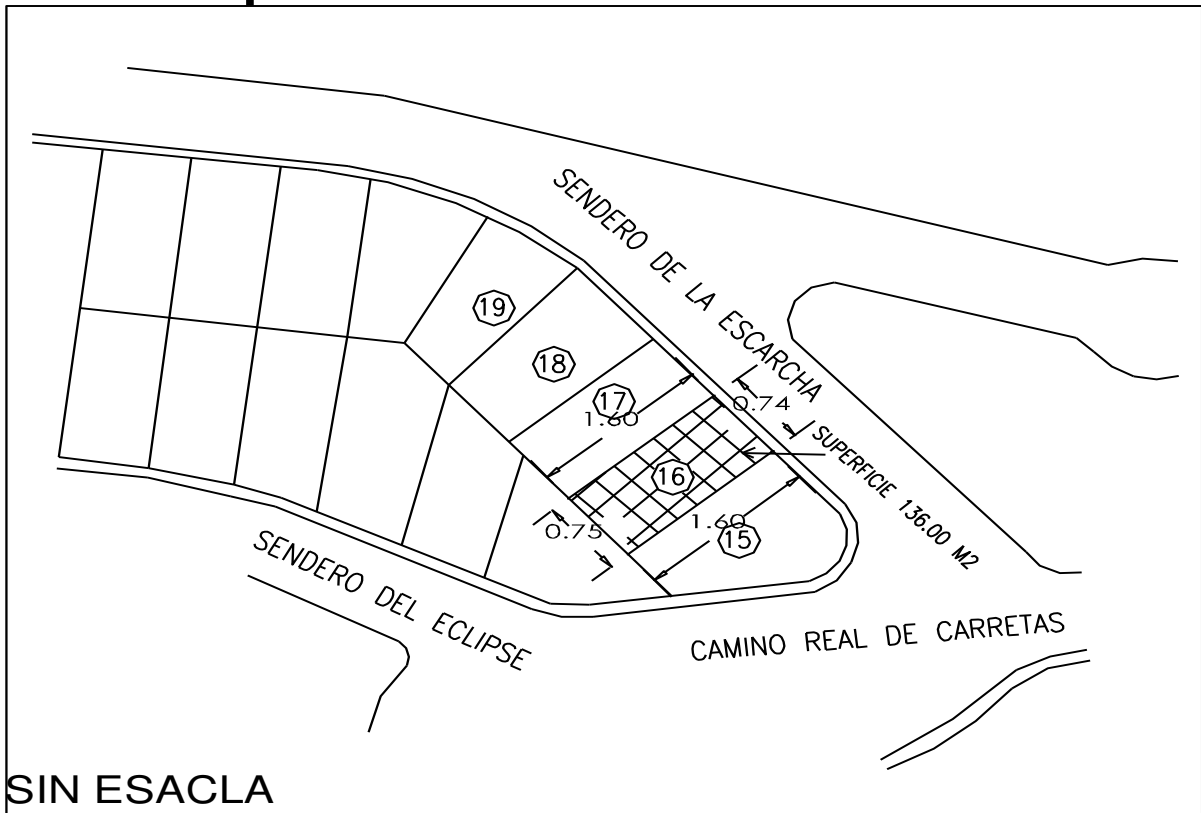 SENDERO DE LA ESCARCHA
19
18
17
1.60
0.74
SUPERFICIE 136.00 M2
16
1.60
15
0.75
SENDERO DEL ECLIPSE
CAMINO REAL DE CARRETAS
SIN ESACLA